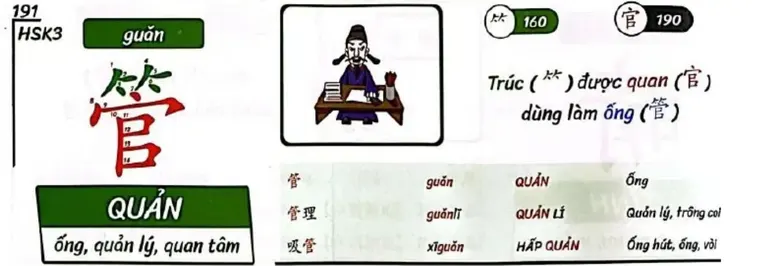 191
HSK3
guǎn
管
QUẢN
ống, quản lý, quan tâm
⺮ 160
官 190
Trúc (⺮) được quan (官)
dùng làm ống (管)
管 guǎn QUẢN Ống
管理 guǎnlǐ QUẢN LÍ Quản lý, trông coi
吸管 xīguǎn HẤP QUẢN Ống hút, ống, vòi